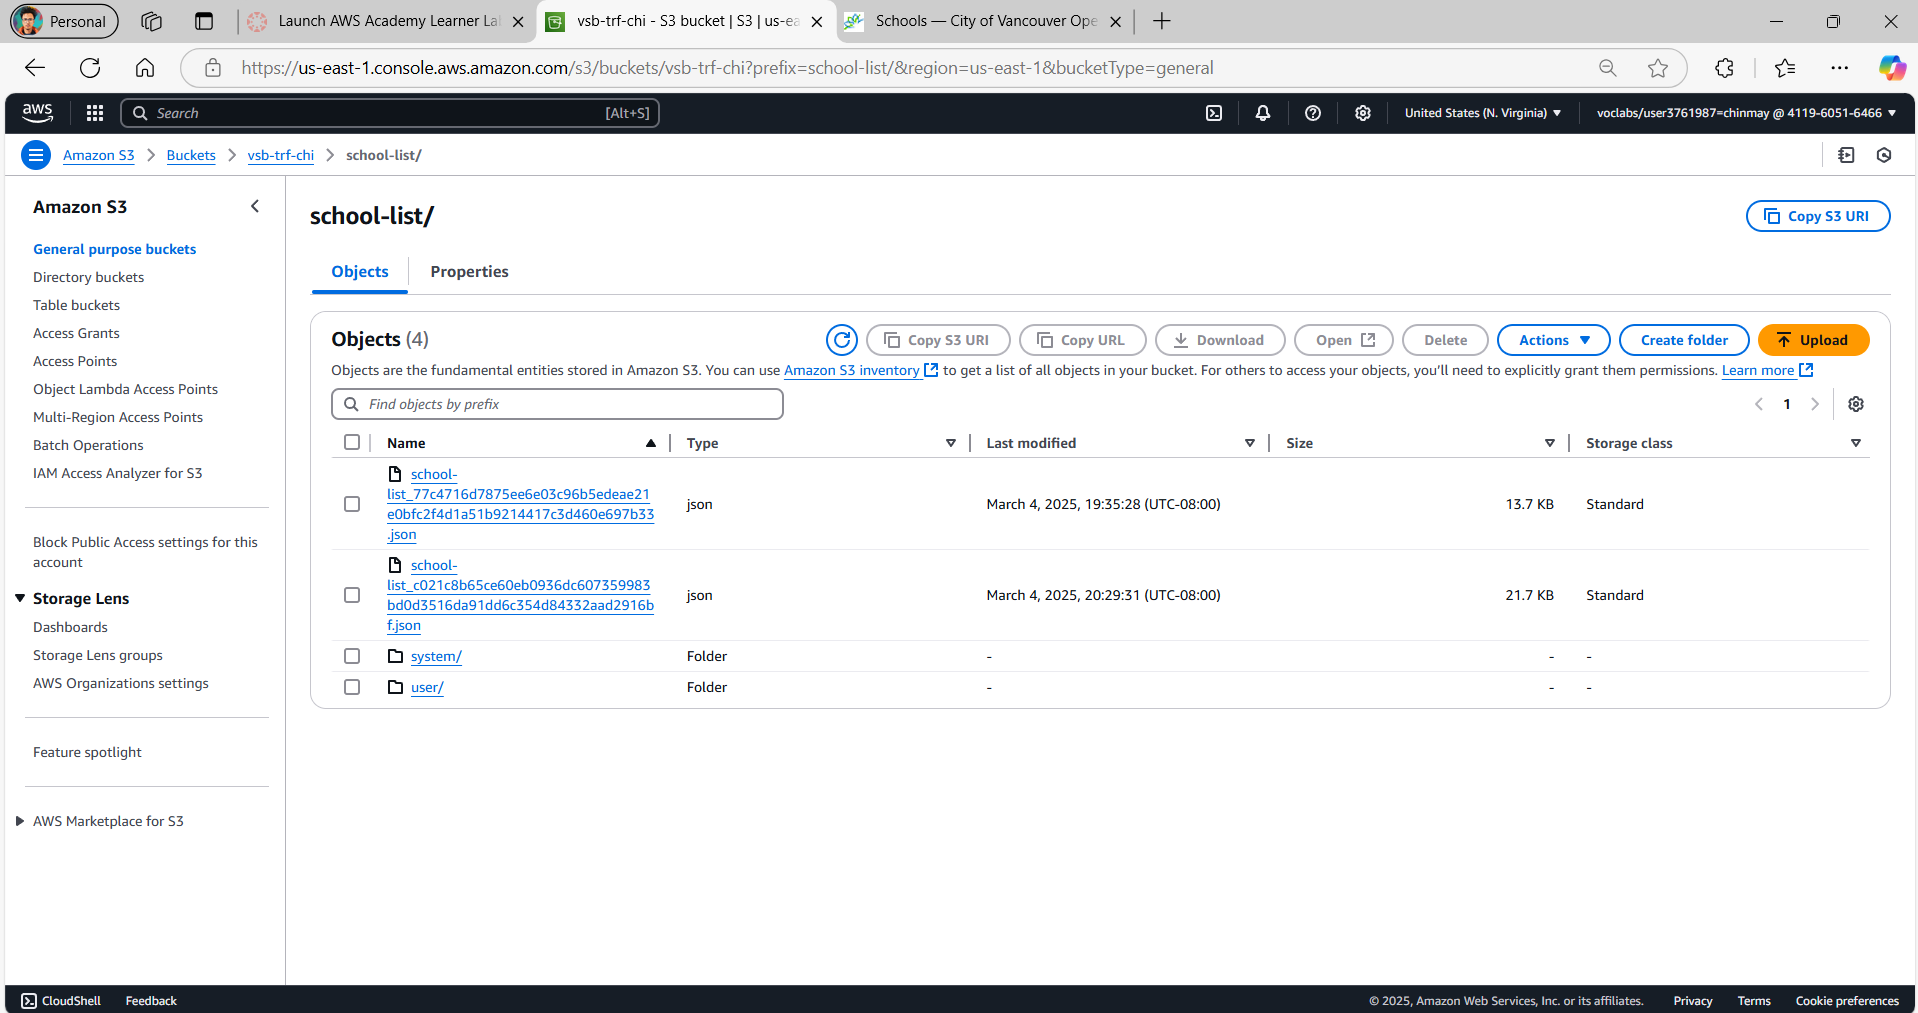 Personal
Launch AWS Academy Learner La
vsb-trf-chi - S3 bucket | S3 | us-ea
Schools — City of Vancouver Ope
https://us-east-1.console.aws.amazon.com/s3/buckets/vsb-trf-chi?prefix=school-list/&region=us-east-1&bucketType=general
aws
Search
[Alt+S]
United States (N. Virginia)
voclabs/user3761987=chinmay @ 4119-6051-6466
Amazon S3
Buckets
vsb-trf-chi
school-list/
Amazon S3
General purpose buckets
Directory buckets
Table buckets
Access Grants
Access Points
Object Lambda Access Points
Multi-Region Access Points
Batch Operations
IAM Access Analyzer for S3
Block Public Access settings for this
account
Storage Lens
Dashboards
Storage Lens groups
AWS Organizations settings
Feature spotlight
AWS Marketplace for S3
school-list/
Copy S3 URI
Objects
Properties
Objects (4)
Copy S3 URI
Copy URL
Download
Open
Delete
Actions
Create folder
Upload
Objects are the fundamental entities stored in Amazon S3. You can use Amazon S3 inventory to get a list of all objects in your bucket. For others to access your objects, you'll need to explicitly grant them permissions. Learn more
Find objects by prefix
1
Name
Type
Last modified
Size
Storage class
school-
list_77c4716d7875ee6e03c96b5edeae21
e0bfc2f4d1a51b9214417c3d460e697b33
.json
json
March 4, 2025, 19:35:28 (UTC-08:00)
13.7 KB
Standard
school-
list_c021c8b65ce60eb0936dc607359983
bd0d3516da91dd6c354d84332aad2916b
f.json
json
March 4, 2025, 20:29:31 (UTC-08:00)
21.7 KB
Standard
system/
Folder
-
-
-
user/
Folder
-
-
-
CloudShell
Feedback
© 2025, Amazon Web Services, Inc. or its affiliates.
Privacy
Terms
Cookie preferences